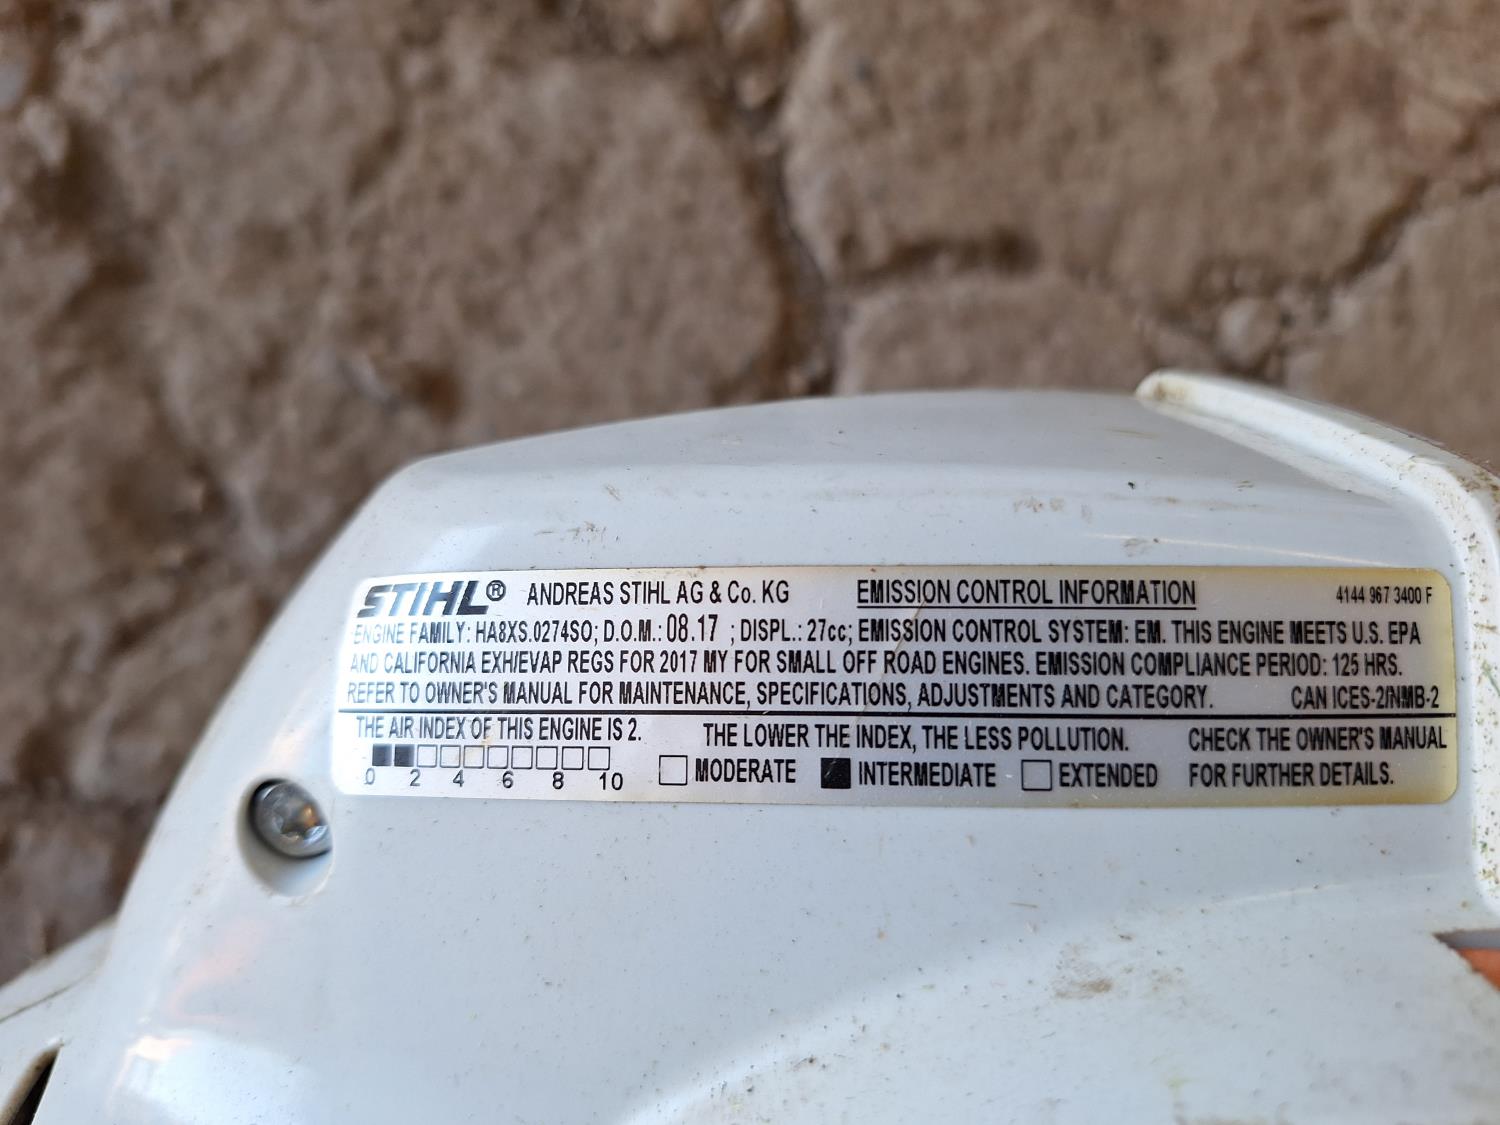 STIHL® ANDREAS STIHL AG & Co. KG EMISSION CONTROL INFORMATION 4144 967 3400 F
ENGINE FAMILY: HA8XS.0274SO; D.O.M.: 08.17 ; DISPL.: 27cc; EMISSION CONTROL SYSTEM: EM. THIS ENGINE MEETS U.S. EPA
AND CALIFORNIA EXH/EVAP REGS FOR 2017 MY FOR SMALL OFF ROAD ENGINES. EMISSION COMPLIANCE PERIOD: 125 HRS.
REFER TO OWNER'S MANUAL FOR MAINTENANCE, SPECIFICATIONS, ADJUSTMENTS AND CATEGORY. CAN ICES-2/NMB-2
THE AIR INDEX OF THIS ENGINE IS 2. THE LOWER THE INDEX, THE LESS POLLUTION. CHECK THE OWNER'S MANUAL
0 2 4 6 8 10 MODERATE INTERMEDIATE EXTENDED FOR FURTHER DETAILS.